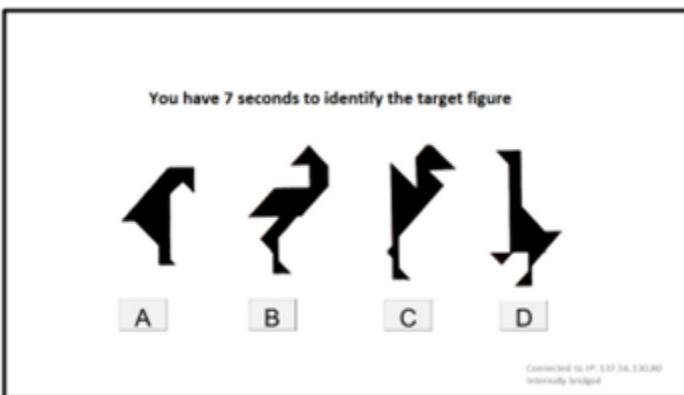 You have 7 seconds to identify the target figure
A B C D
Connected to IP: 137.56.130.80
Internally bridged